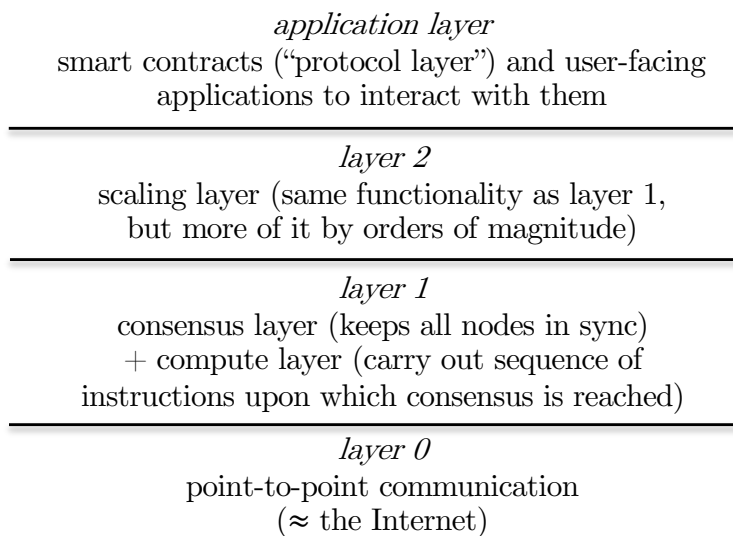 application layer
smart contracts (“protocol layer”) and user-facing
applications to interact with them
layer 2
scaling layer (same functionality as layer 1,
but more of it by orders of magnitude)
layer 1
consensus layer (keeps all nodes in sync)
+ compute layer (carry out sequence of
instructions upon which consensus is reached)
layer 0
point-to-point communication
(≈ the Internet)